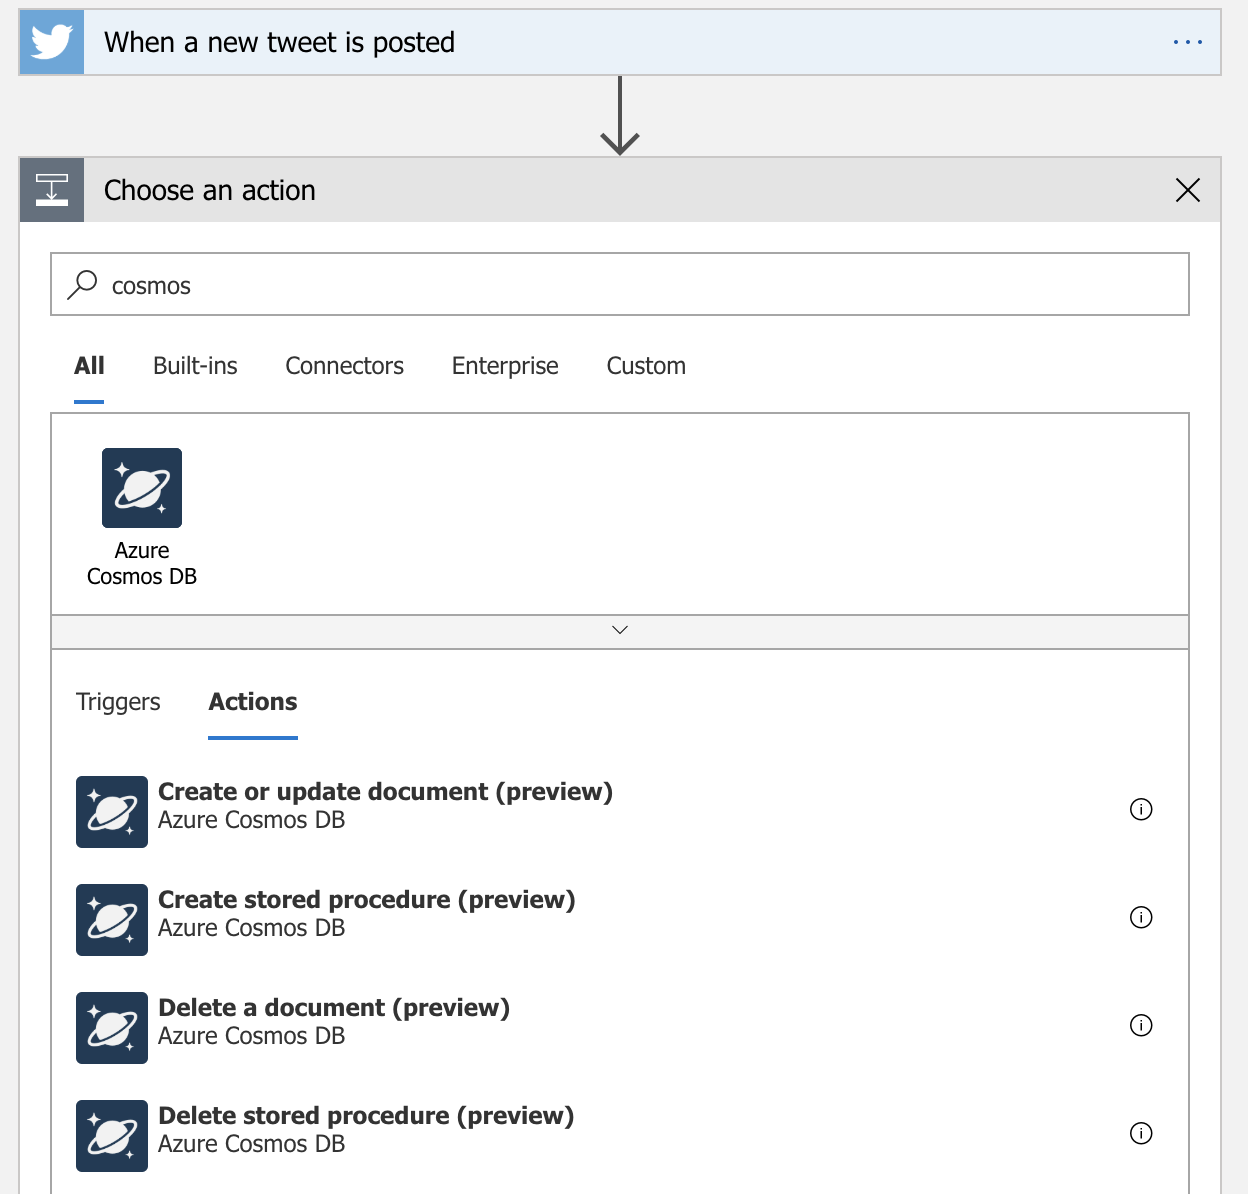 When a new tweet is posted
Choose an action
cosmos
All Built-ins Connectors Enterprise Custom
Azure
Cosmos DB
Triggers Actions
Create or update document (preview)
Azure Cosmos DB
Create stored procedure (preview)
Azure Cosmos DB
Delete a document (preview)
Azure Cosmos DB
Delete stored procedure (preview)
Azure Cosmos DB